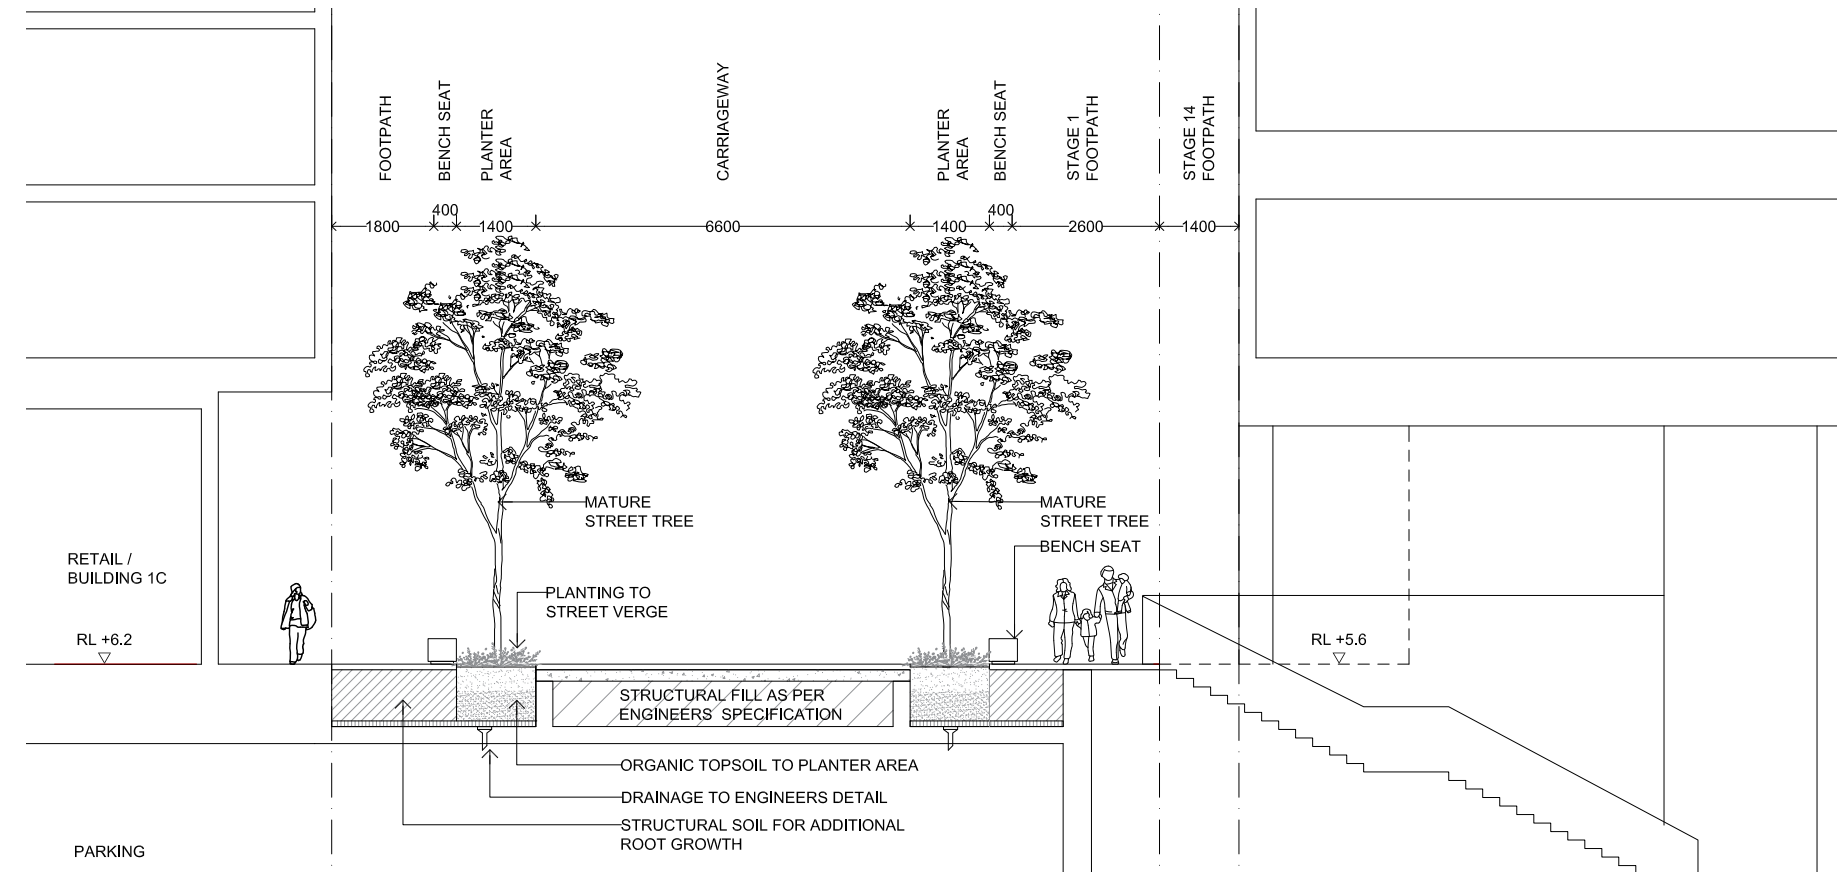 FOOTPATH
BENCH SEAT
PLANTER
AREA
CARRIAGEWAY
PLANTER
AREA
BENCH SEAT
STAGE 1
FOOTPATH
STAGE 14
FOOTPATH
1800
400
1400
6600
1400
400
2600
1400
MATURE
STREET TREE
MATURE
STREET TREE
BENCH SEAT
RETAIL /
BUILDING 1C
PLANTING TO
STREET VERGE
RL +6.2
RL +5.6
STRUCTURAL FILL AS PER
ENGINEERS SPECIFICATION
ORGANIC TOPSOIL TO PLANTER AREA
DRAINAGE TO ENGINEERS DETAIL
STRUCTURAL SOIL FOR ADDITIONAL
ROOT GROWTH
PARKING